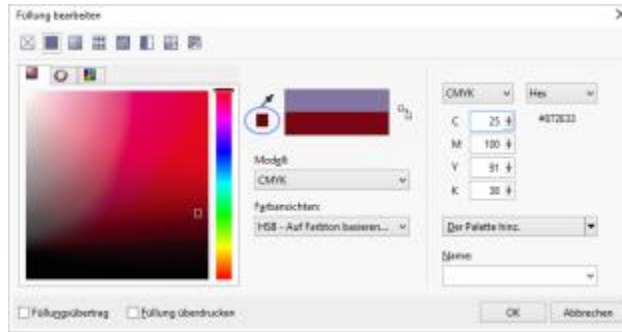 Füllung bearbeiten
CMYK
Hex
C 25
#872E33
M 100
Y 91
K 30
Modell:
CMYK
Farbansichten:
HSB - Auf Farbton basieren...
Der Palette hinz.
Name:
Füllungsübertrag
Füllung überdrucken
OK
Abbrechen